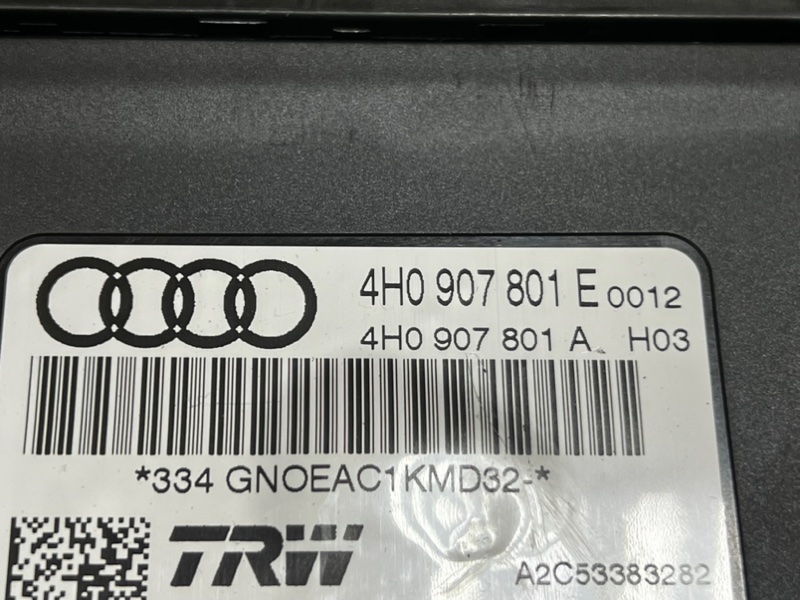 4H0 907 801 E 0012
4H0 907 801 A H03
*334 GNOEAC1KMD32-*
TRW
A2C53383282